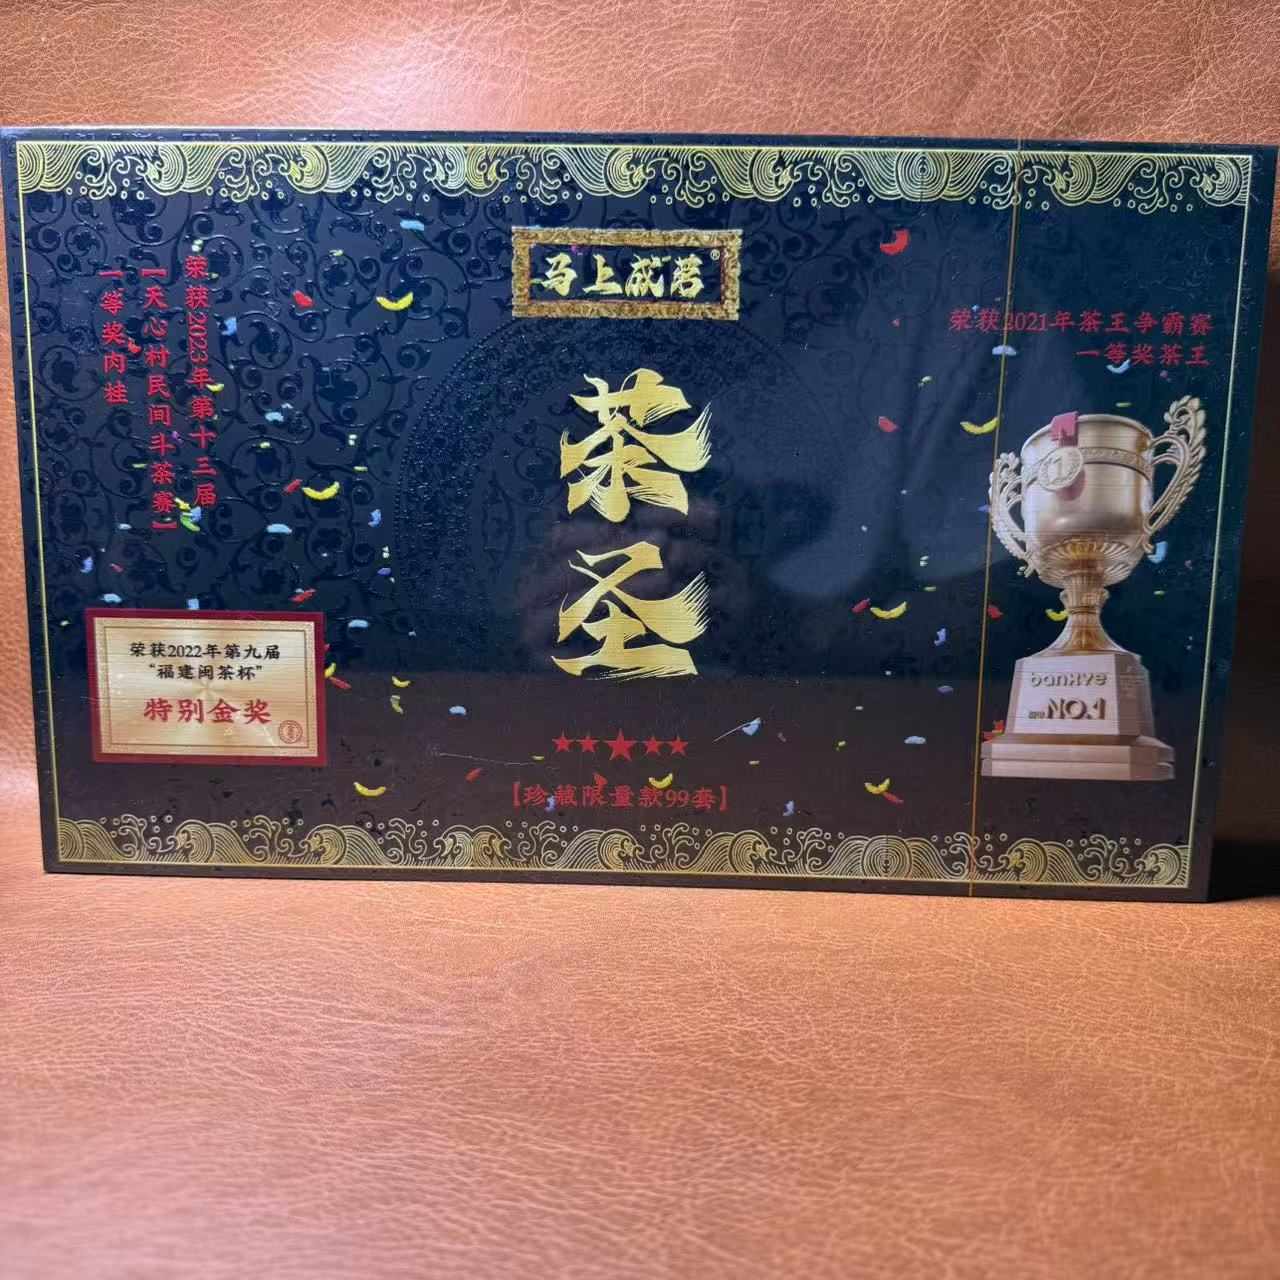 马上成茗®
茶圣
荣获2023年第十三届
【天心村民间斗茶赛】
一等奖肉桂
荣获2021年茶王争霸赛
一等奖茶王
1
banxye
NO.1
荣获2022年第九届
“福建闽茶杯”
特别金奖
【珍藏限量款99套】